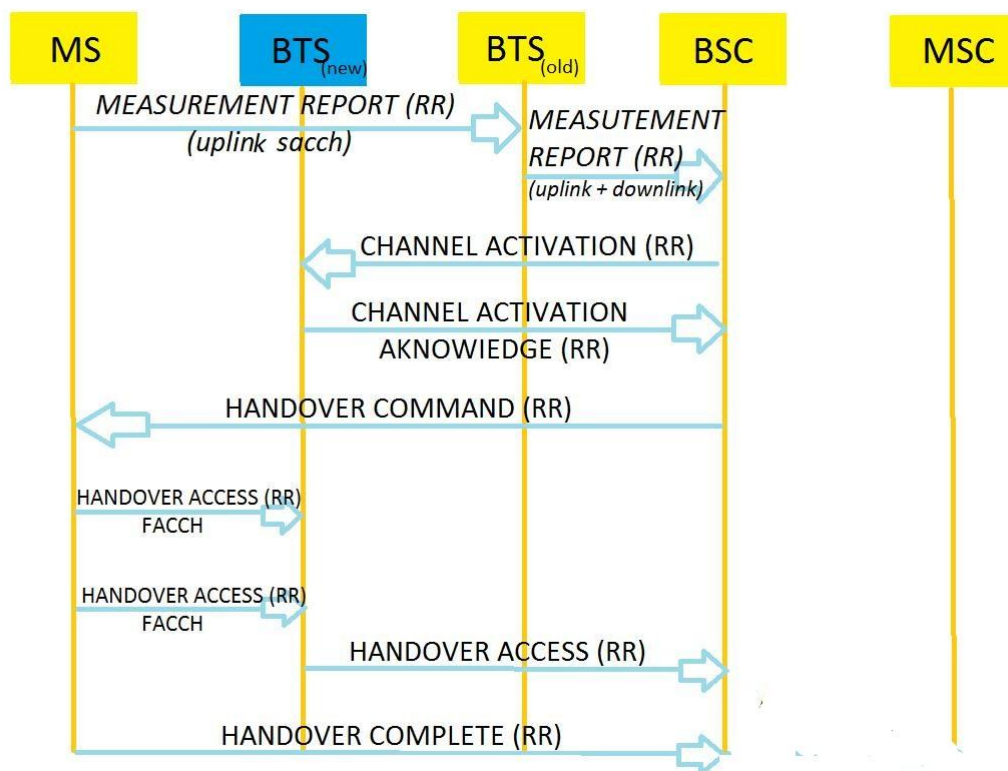 MS
BTS
(new)
BTS
(old)
BSC
MSC
MEASUREMENT REPORT (RR)
(uplink sacch)
MEASUTEMENT
REPORT (RR)
(uplink + downlink)
CHANNEL ACTIVATION (RR)
CHANNEL ACTIVATION
AKNOWIEDGE (RR)
HANDOVER COMMAND (RR)
HANDOVER ACCESS (RR)
FACCH
HANDOVER ACCESS (RR)
FACCH
HANDOVER ACCESS (RR)
HANDOVER COMPLETE (RR)